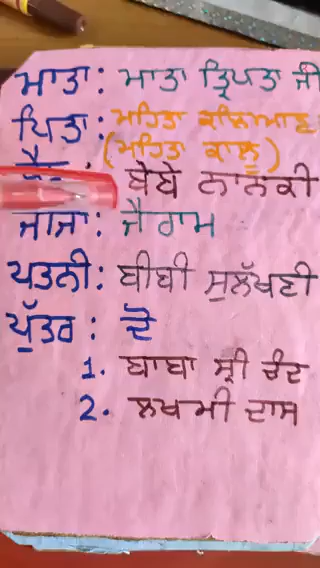 ਮਾਤਾ: ਮਾਤਾ ਤ੍ਰਿਪਤਾ ਜੀ
ਪਿਤਾ: ਮਹਿਤਾ ਕਲਿਆਣ
(ਮਹਿਤਾ ਕਾਲੂ)
: ਬੇਬੇ ਨਾਨਕੀ
ਜੀਜਾ: ਜੈ ਰਾਮ
ਪਤਨੀ: ਬੀਬੀ ਸੁਲੱਖਣੀ
ਪੁੱਤਰ: ਦੋ
1. ਬਾਬਾ ਸ੍ਰੀ ਚੰਦ
2. ਲਖਮੀ ਦਾਸ